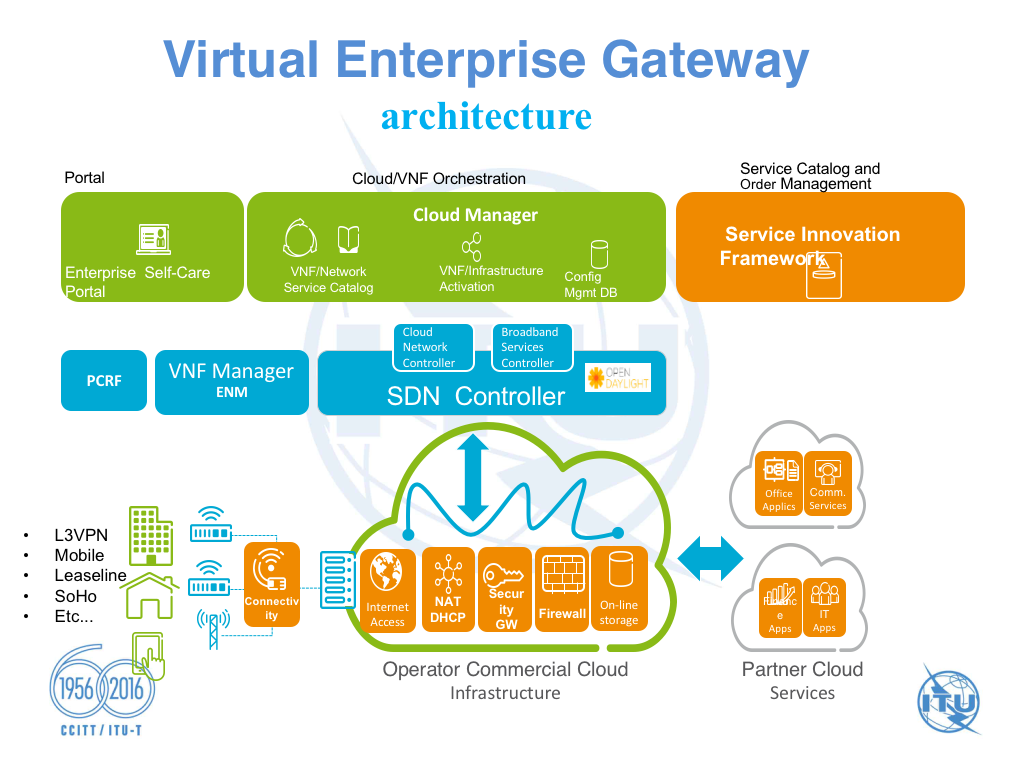 Virtual Enterprise Gateway
architecture
Portal
Cloud/VNF Orchestration
Service Catalog and
Order Management
Enterprise Self-Care
Portal
Cloud Manager
VNF/Network
Service Catalog
VNF/Infrastructure
Activation
Config
Mgmt DB
Service Innovation
Framework
PCRF
VNF Manager
ENM
Cloud
Network
Controller
Broadband
Services
Controller
SDN Controller
OPEN
DAYLIGHT
• L3VPN
• Mobile
• Leaseline
• SoHo
• Etc...
Connectiv
ity
Internet
Access
NAT
DHCP
Secur
ity
GW
Firewall
On-line
storage
Office
Applics
Comm.
Services
Financ
e
Apps
IT
Apps
Operator Commercial Cloud
Infrastructure
Partner Cloud
Services
1956 2016
CCITT / ITU-T
ITU
ITU